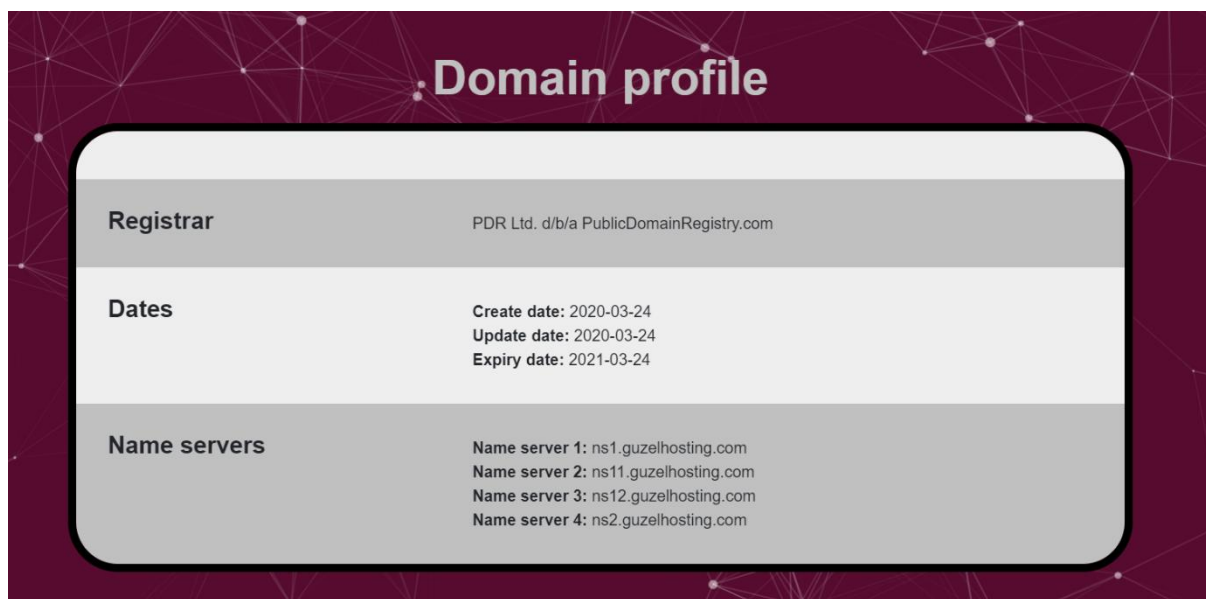 Domain profile
Registrar
PDR Ltd. d/b/a PublicDomainRegistry.com
Dates
Create date: 2020-03-24
Update date: 2020-03-24
Expiry date: 2021-03-24
Name servers
Name server 1: ns1.guzelhosting.com
Name server 2: ns11.guzelhosting.com
Name server 3: ns12.guzelhosting.com
Name server 4: ns2.guzelhosting.com